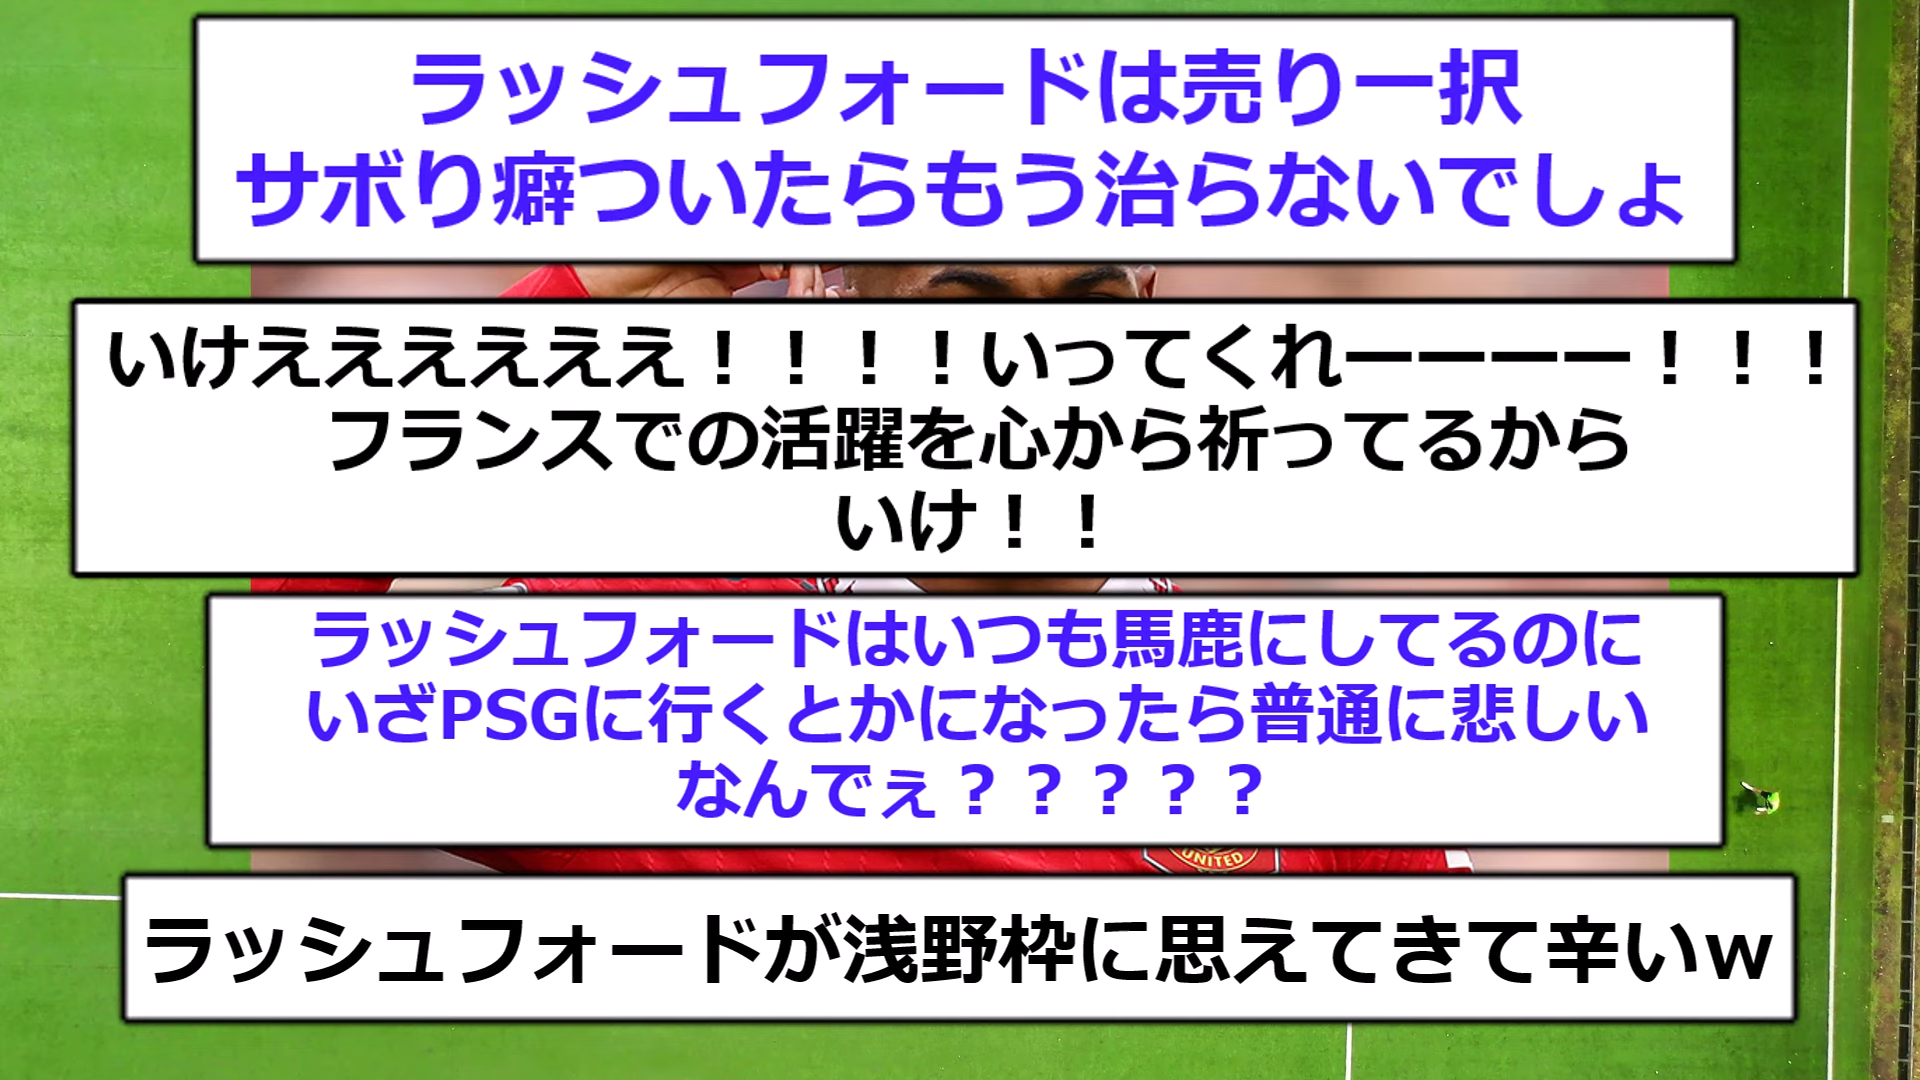 ラッシュフォードは売り一択
サボり癖ついたらもう治らないでしょ
いけええええええ！！！！いってくれーーーー！！！
フランスでの活躍を心から祈ってるから
いけ！！
ラッシュフォードはいつも馬鹿にしてるのに
いざPSGに行くとかになったら普通に悲しい
なんでぇ？？？？？
UNITED
ラッシュフォードが浅野枠に思えてきて辛いｗ